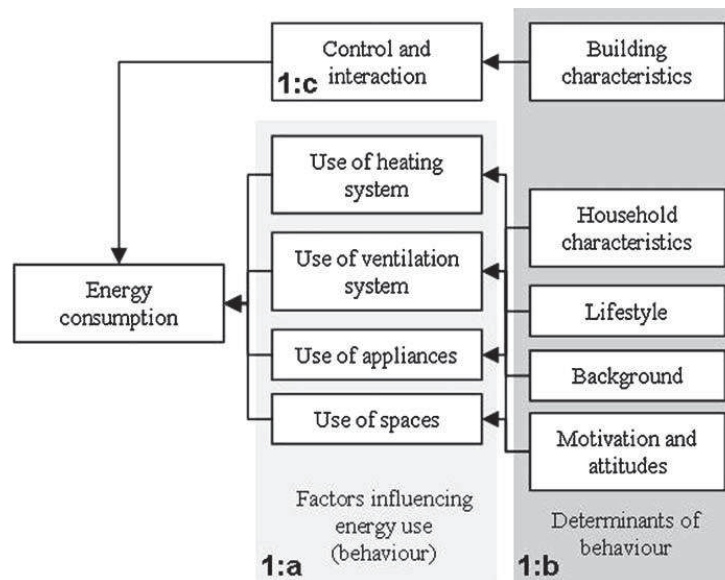 Control and
interaction
1:c
Building
characteristics
Use of heating
system
Use of ventilation
system
Use of appliances
Use of spaces
Energy
consumption
Household
characteristics
Lifestyle
Background
Motivation and
attitudes
Factors influencing
energy use
(behaviour)
1:a
Determinants of
behaviour
1:b